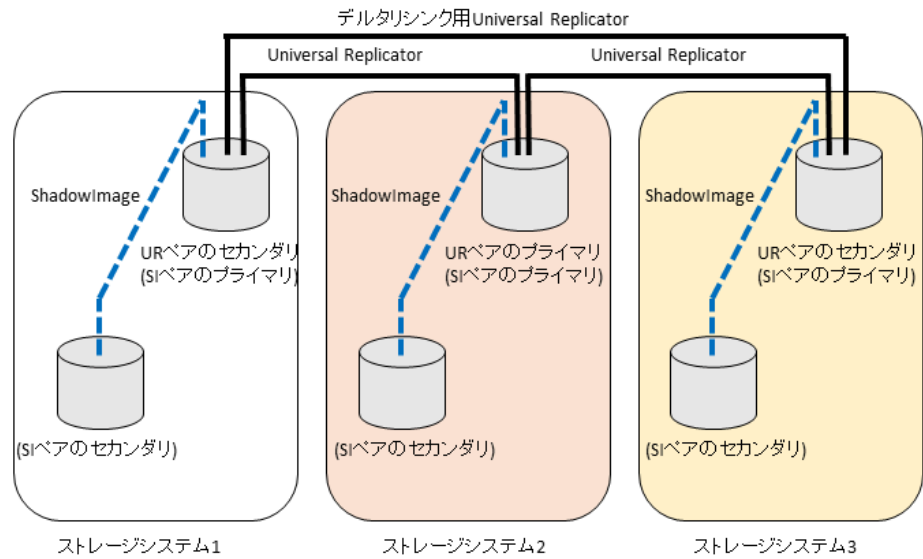 デルタリシンク用Universal Replicator
Universal Replicator
Universal Replicator
ShadowImage
ShadowImage
ShadowImage
URペアのセカンダリ
(SIペアのプライマリ)
URペアのプライマリ
(SIペアのプライマリ)
URペアのセカンダリ
(SIペアのプライマリ)
(SIペアのセカンダリ)
(SIペアのセカンダリ)
(SIペアのセカンダリ)
ストレージシステム1
ストレージシステム2
ストレージシステム3